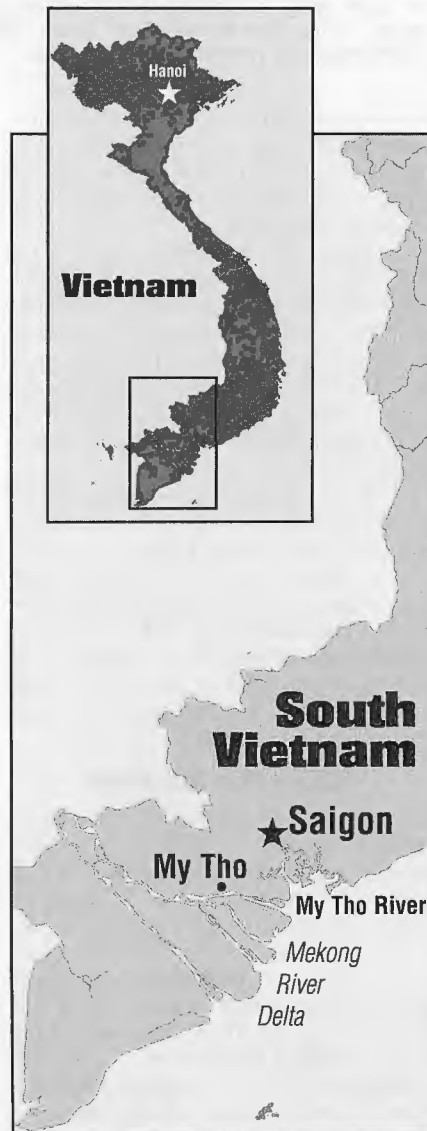 Hanoi
Vietnam
South
Vietnam
Saigon
My Tho
My Tho River
Mekong
River
Delta